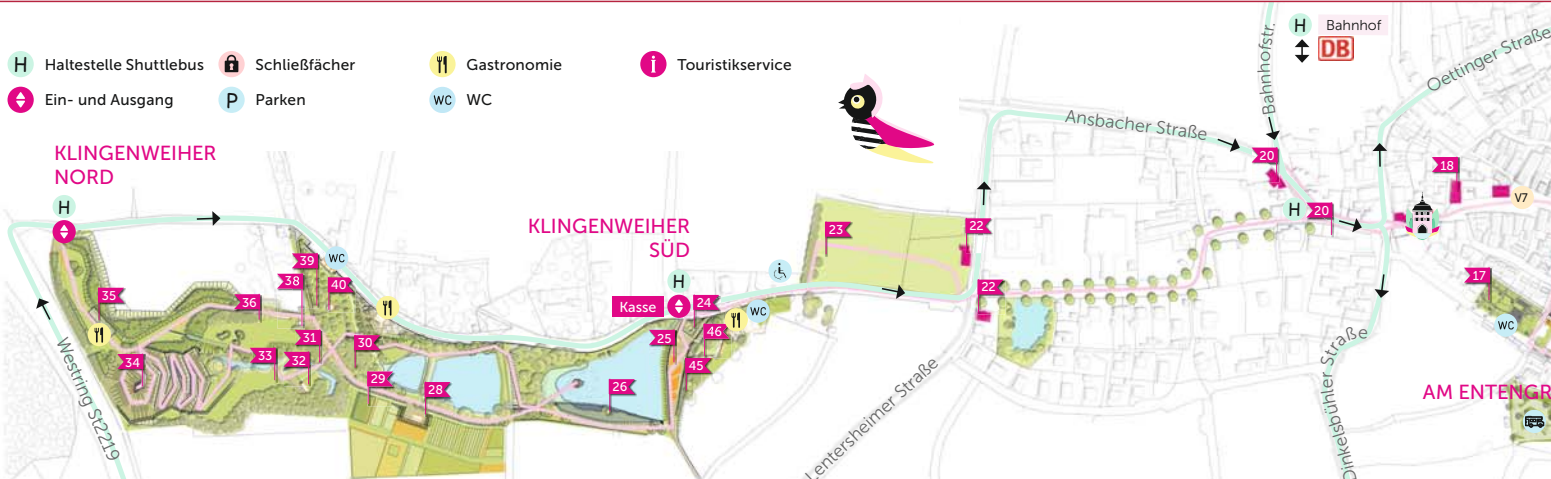 H Haltestelle Shuttlebus
Schließfächer
Gastronomie
i Touristikservice
Ein- und Ausgang
P Parken
WC WC
H Bahnhof
DB
Bahnhofstr.
Oettinger Straße
Ansbacher Straße
KLINGENWEIHER
NORD
H
KLINGENWEIHER
SÜD
H
Kasse
20
18
V7
H
20
22
23
22
17
WC
39
WC
38
40
35
36
24
WC
46
25
31
30
33
32
34
29
28
26
45
Westring St2219
Lentersheimer Straße
Dinkelsbühler Straße
AM ENTENGR